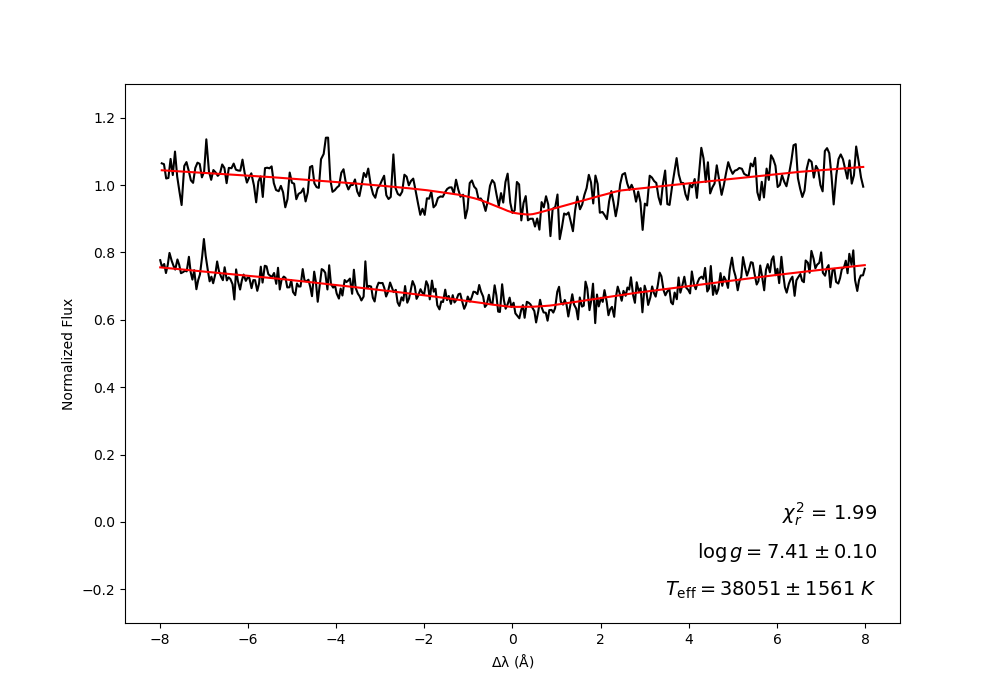 1.2
1.0
0.8
0.6
0.4
0.2
0.0
−0.2
Normalized Flux
χ²ᵣ = 1.99
log g = 7.41 ± 0.10
T_eff = 38051 ± 1561 K
−8 −6 −4 −2 0 2 4 6 8
Δλ (Å)